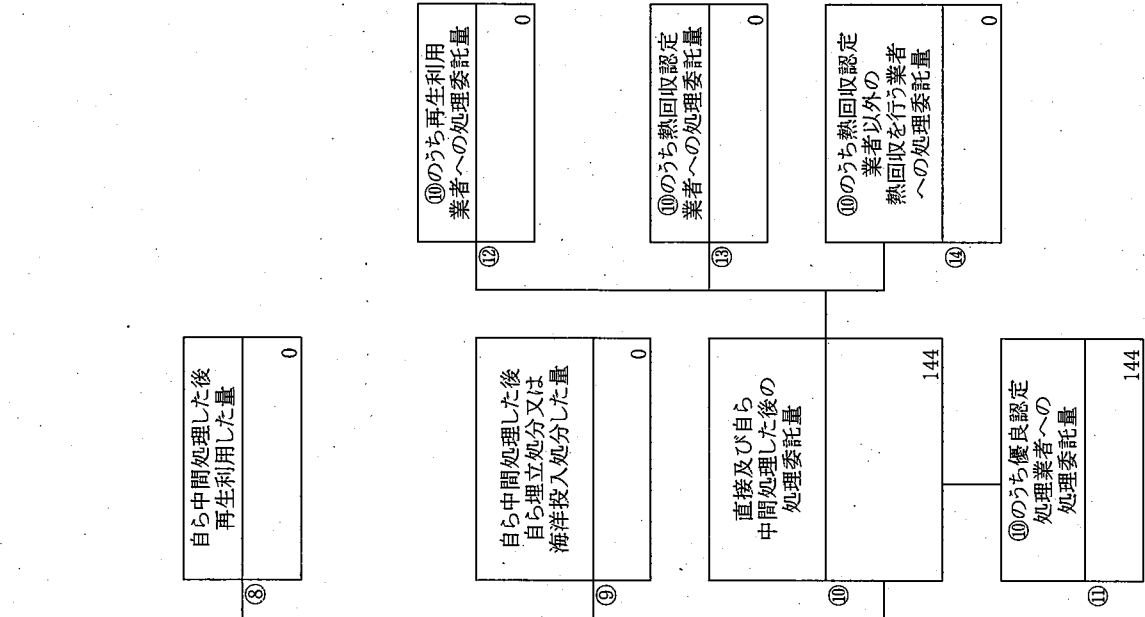 ⑧
自ら中間処理した後
再生利用した量
0
⑨
自ら中間処理した後
自ら埋立処分又は
海洋投入処分した量
0
⑩
直接及び自ら
中間処理した後の
処理委託量
144
⑪
⑩のうち優良認定
処理業者への
処理委託量
144
⑫
⑩のうち再生利用
業者への処理委託量
0
⑬
⑩のうち熱回収認定
業者への処理委託量
0
⑭
⑩のうち熱回収認定
業者以外の
熱回収を行う業者
への処理委託量
0